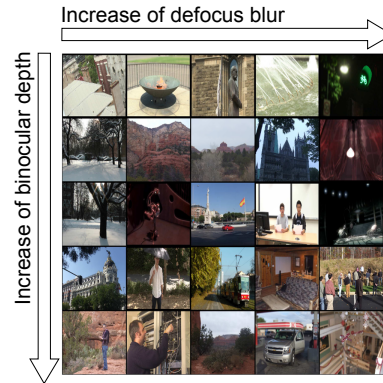 Increase of defocus blur
Increase of binocular depth